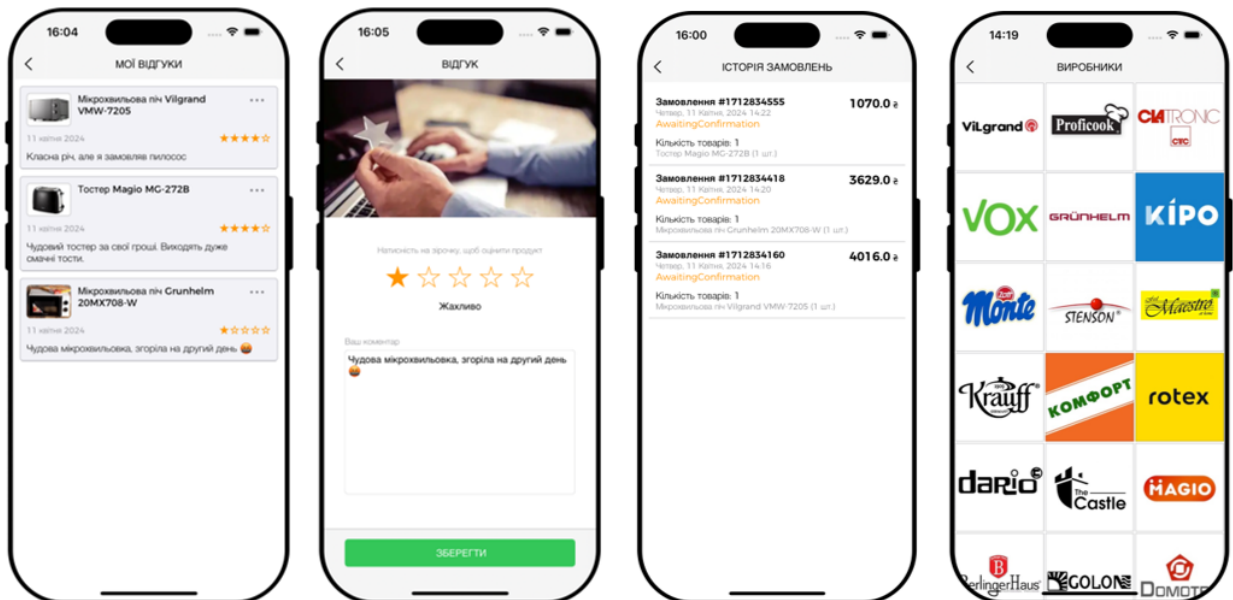 16:04
МОЇ ВІДГУКИ
Мікрохвильова піч Vilgrand
VMW-7205
11 квітня 2024
Класна річ, але я замовляв пилосос
Тостер Magio MG-272B
11 квітня 2024
Чудовий тостер за свої гроші. Виходять дуже
смачні тости.
Мікрохвильова піч Grunhelm
20MX708-W
11 квітня 2024
Чудова мікрохвильовка, згоріла на другий день 🤬
16:05
ВІДГУК
Натисність на зірочку, щоб оцінити продукт
Жахливо
Ваш коментар
Чудова мікрохвильовка, згоріла на другий день
🤬
ЗБЕРЕГТИ
16:00
ІСТОРІЯ ЗАМОВЛЕНЬ
Замовлення #1712834555 1070.0 ₴
Четвер, 11 Квітня, 2024 14:22
AwaitingConfirmation
Кількість товарів: 1
Тостер Magio MG-272B (1 шт.)
Замовлення #1712834418 3629.0 ₴
Четвер, 11 Квітня, 2024 14:20
AwaitingConfirmation
Кількість товарів: 1
Мікрохвильова піч Grunhelm 20MX708-W (1 шт.)
Замовлення #1712834160 4016.0 ₴
Четвер, 11 Квітня, 2024 14:16
AwaitingConfirmation
Кількість товарів: 1
Мікрохвильова піч Vilgrand VMW-7205 (1 шт.)
14:19
ВИРОБНИКИ
ViLgrand
Proficook
CLATRONIC
CTC
VOX
GRÜNHELM
КІРО
Monte
STENSON®
Maestro
Krauff
КОМФОРТ
rotex
dario
The
Castle
MAGIO
BerlingerHaus
GOLON
DOMOTE